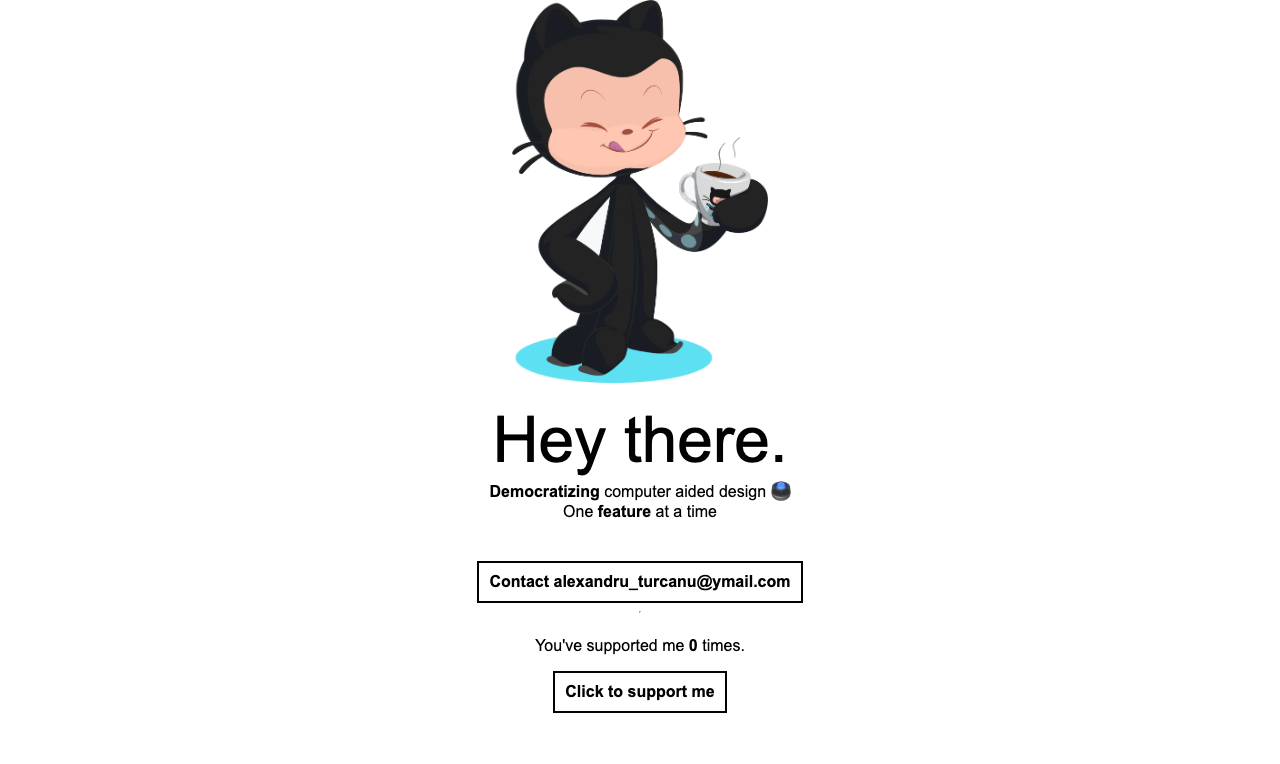 Hey there.
Democratizing computer aided design
One feature at a time
Contact alexandru_turcanu@ymail.com
You've supported me 0 times.
Click to support me